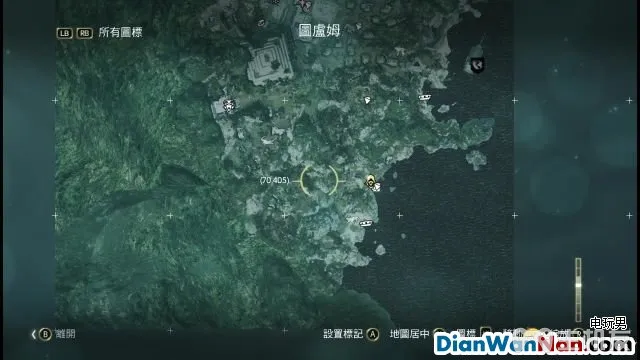 LB RB 所有圖標
圖盧姆
(70,405)
B 離開
設置標記 A 地圖居中
电玩男
DianWanNan.com